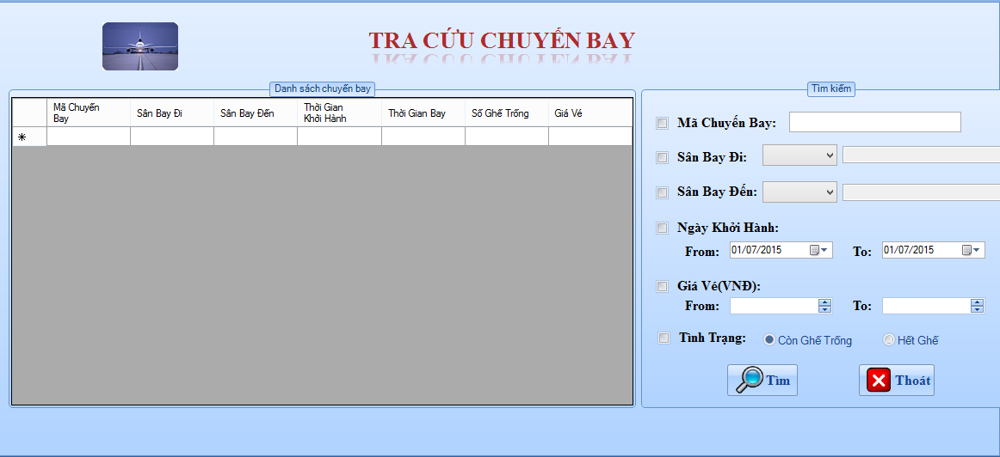 TRA CỨU CHUYẾN BAY
Danh sách chuyến bay
Mã Chuyến
Bay
Sân Bay Đi
Sân Bay Đến
Thời Gian
Khởi Hành
Thời Gian Bay
Số Ghế Trống
Giá Vé
Tìm kiếm
Mã Chuyến Bay:
Sân Bay Đi:
Sân Bay Đến:
Ngày Khởi Hành:
From: 01/07/2015 To: 01/07/2015
Giá Vé(VNĐ):
From: To:
Tình Trạng: Còn Ghế Trống Hết Ghế
Tìm Thoát